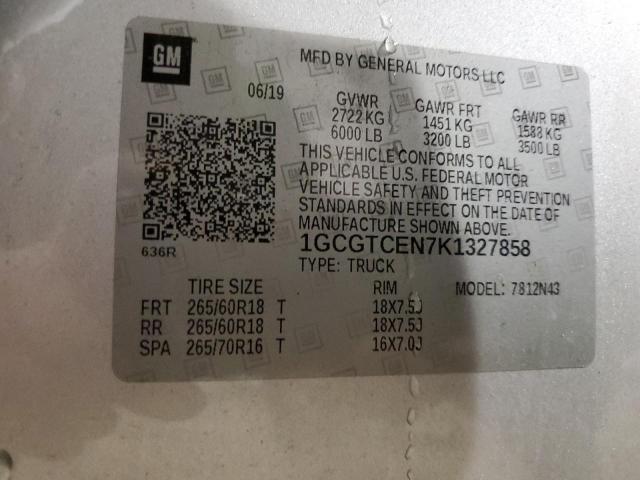 GM
MFD BY GENERAL MOTORS LLC
06/19
GVWR GAWR FRT GAWR RR
2722 KG 1451 KG 1588 KG
6000 LB 3200 LB 3500 LB
THIS VEHICLE CONFORMS TO ALL
APPLICABLE U.S. FEDERAL MOTOR
VEHICLE SAFETY AND THEFT PREVENTION
STANDARDS IN EFFECT ON THE DATE OF
MANUFACTURE SHOWN ABOVE.
636R
1GCGTCEN7K1327858
TYPE: TRUCK
TIRE SIZE RIM MODEL: 7812N43
FRT 265/60R18 T 18X7.5J
RR 265/60R18 T 18X7.5J
SPA 265/70R16 T 16X7.0J